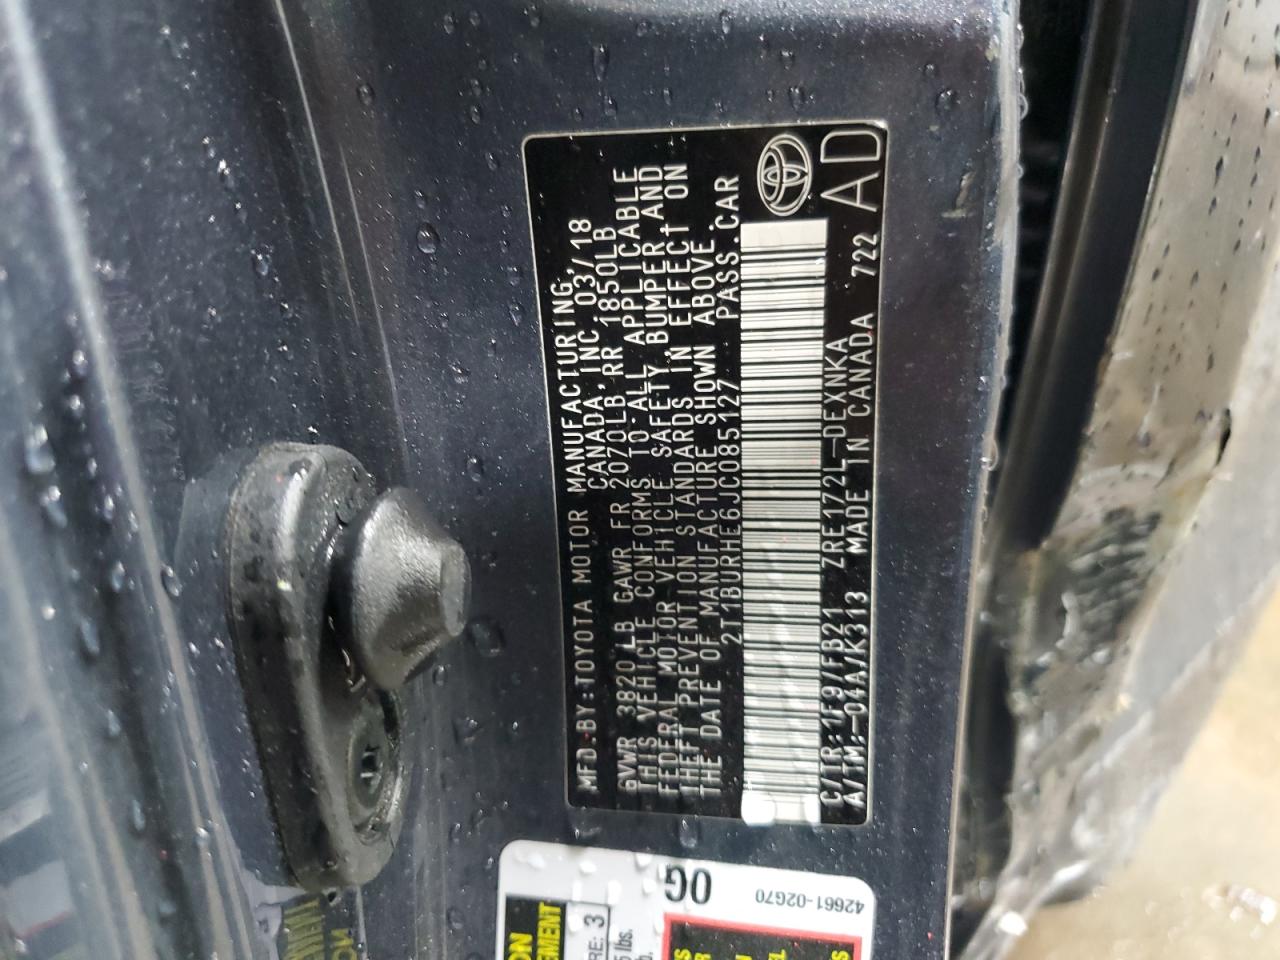 MFD.BY:TOYOTA MOTOR MANUFACTURING,
CANADA,INC.03/18
GVWR 3820LB GAWR FR 2070LB RR 1850LB
THIS VEHICLE CONFORMS TO ALL APPLICABLE
FEDERAL MOTOR VEHICLE SAFETY,BUMPER,AND
THEFT PREVENTION STANDARDS IN EFFECT ON
THE DATE OF MANUFACTURE SHOWN ABOVE.
2T1BURHE6JC085127 PASS.CAR
C/TR:1F9/FB21 ZRE172L-DEXNKA 722
A/TM:-04A/K313 MADE IN CANADA
AD
0G
42661-02G70
3